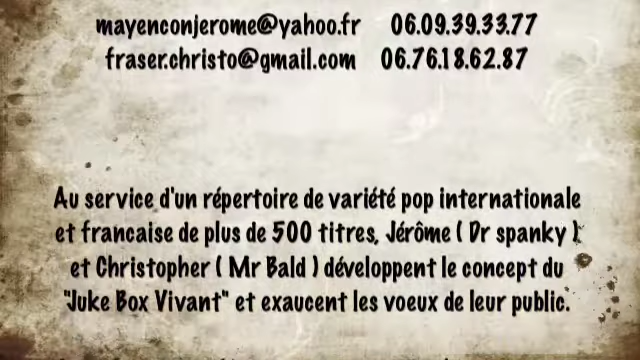 mayenconjerome@yahoo.fr 06.09.39.33.77
fraser.christo@gmail.com 06.76.18.62.87
Au service d'un répertoire de variété pop internationale
et francaise de plus de 500 titres, Jérôme ( Dr spanky )
et Christopher ( Mr Bald ) développent le concept du
"Juke Box Vivant" et exaucent les voeux de leur public.